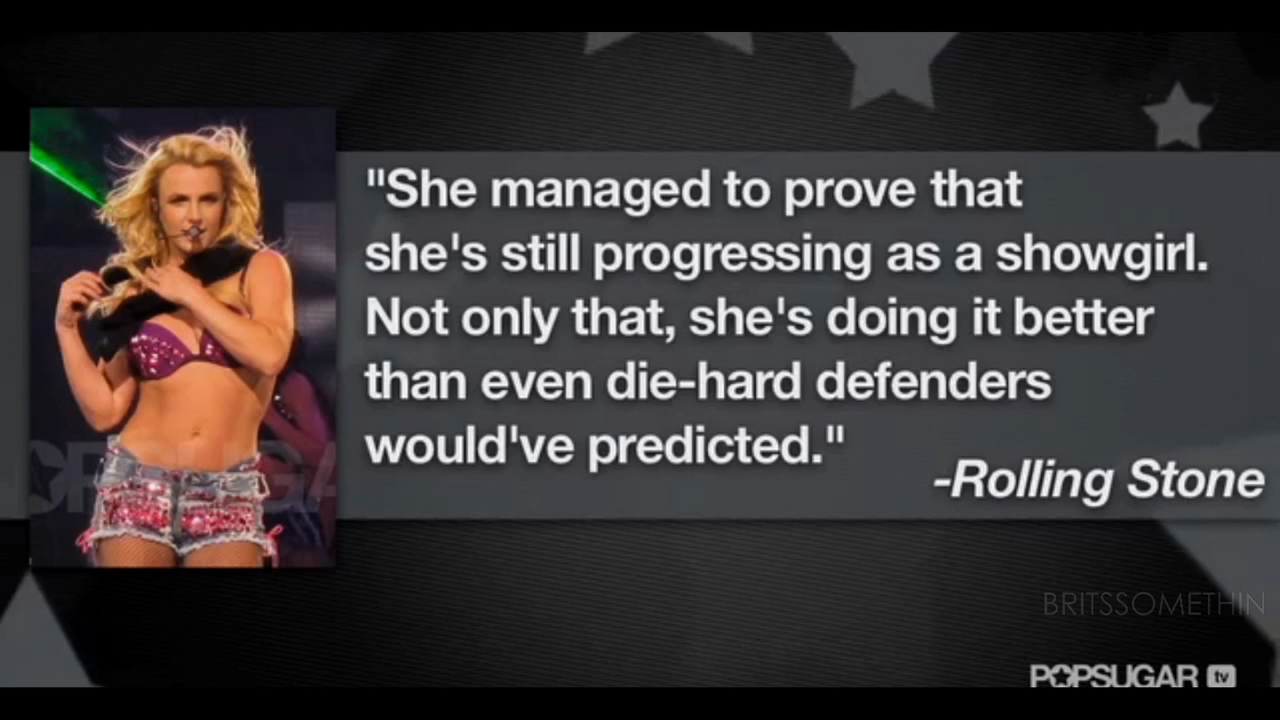 "She managed to prove that
she's still progressing as a showgirl.
Not only that, she's doing it better
than even die-hard defenders
would've predicted."
-Rolling Stone
BRITSSOMETHIN
POPSUGAR tv